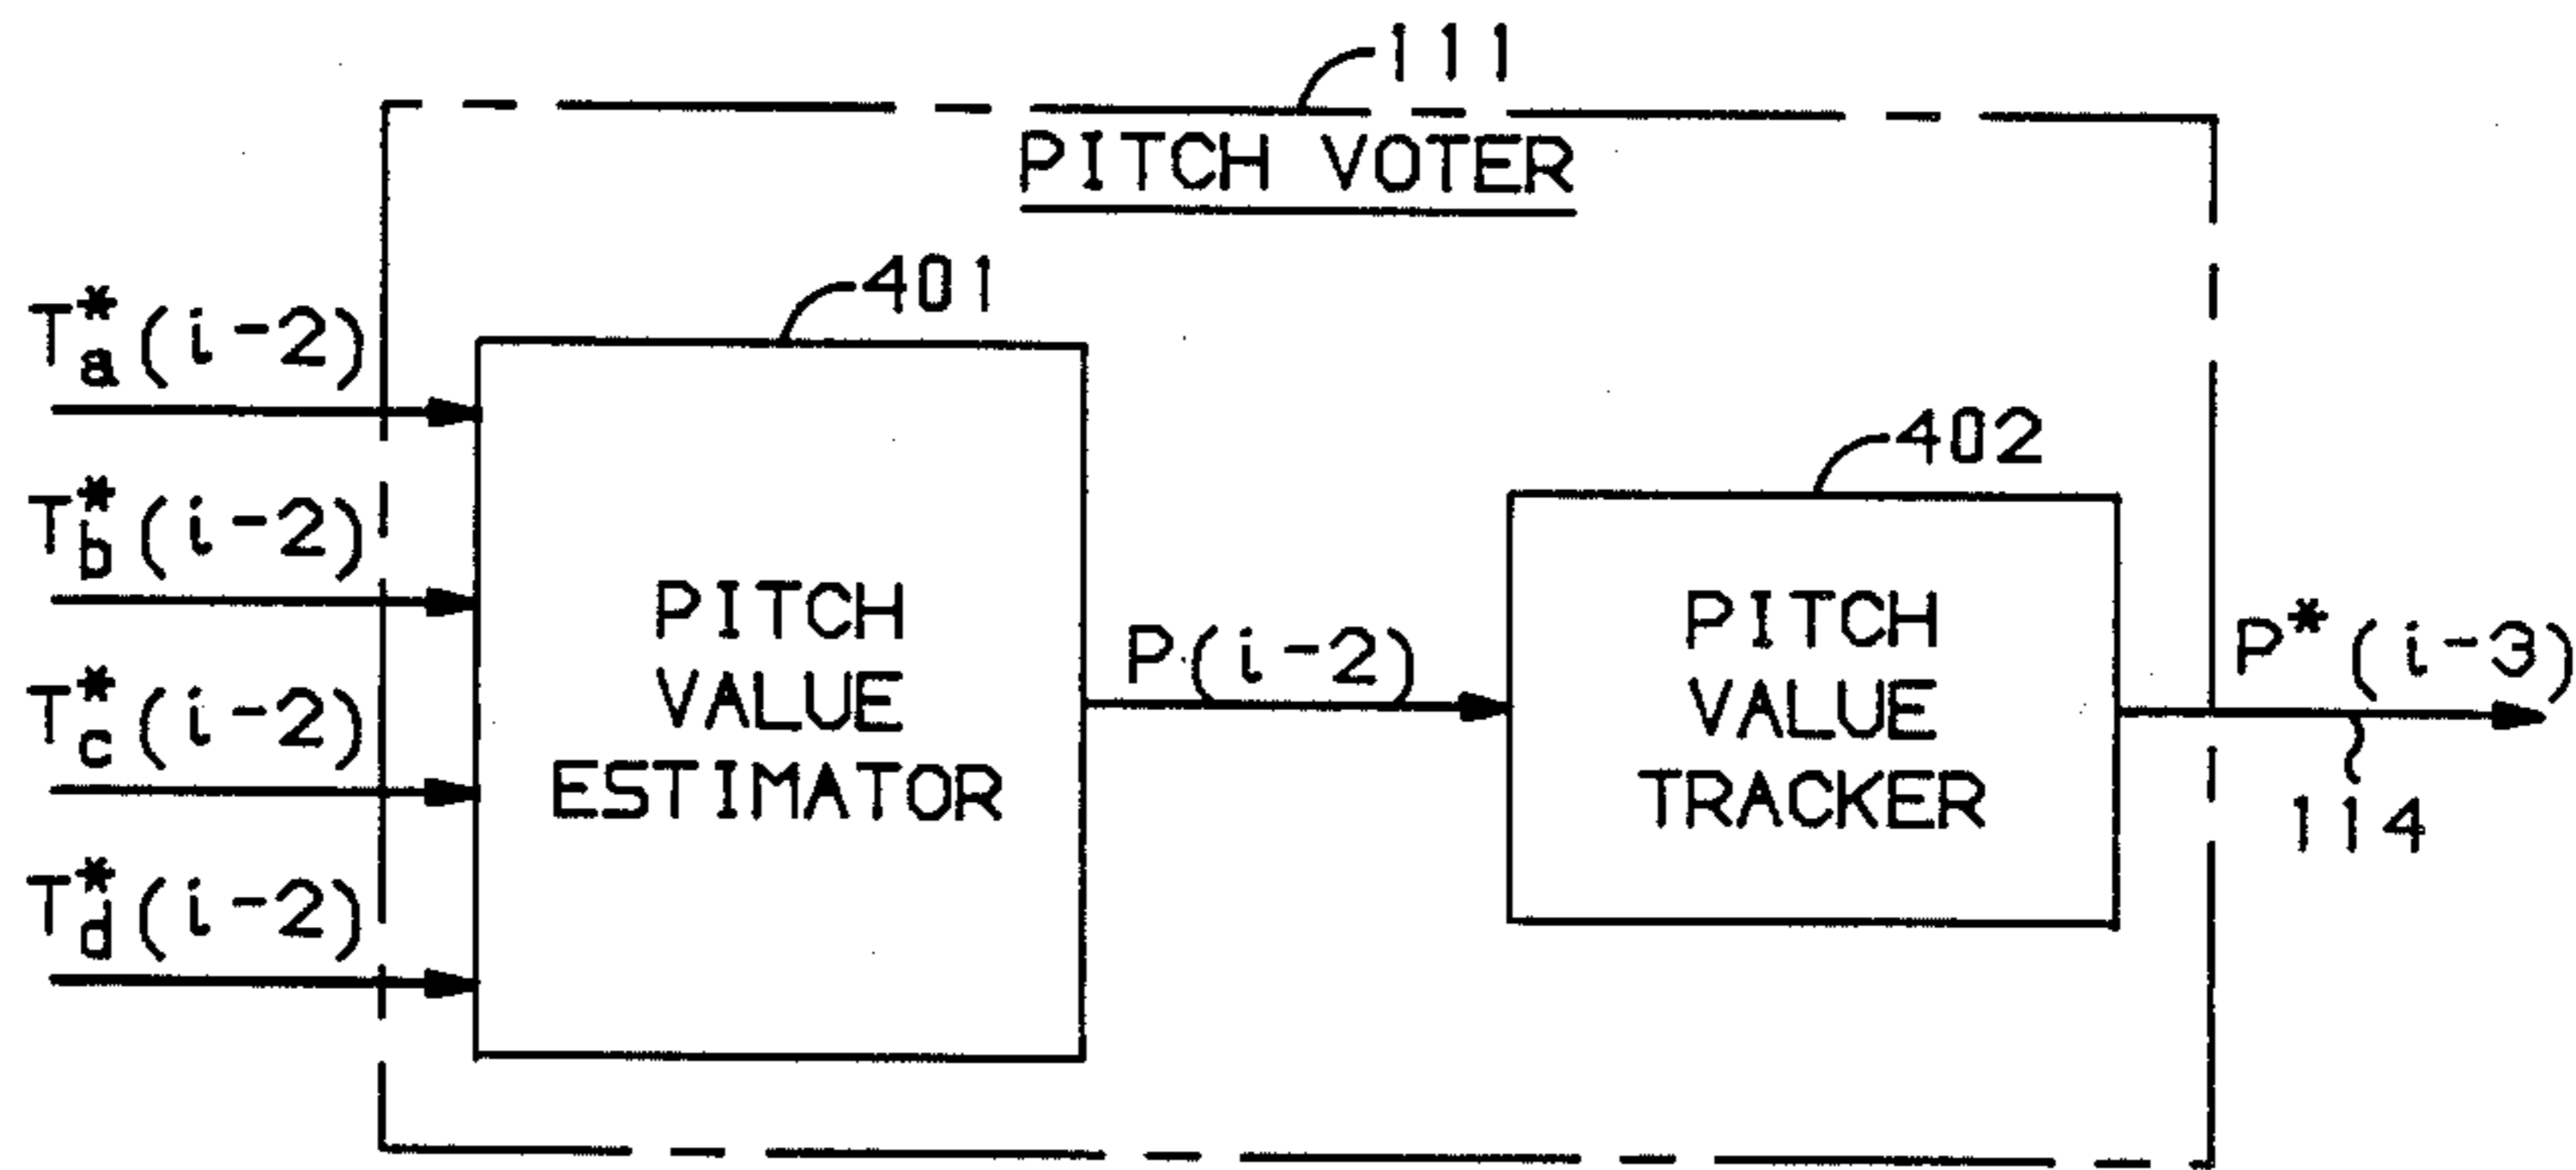 111
PITCH VOTER
401
T*a(i-2)
402
T*b(i-2)
PITCH
VALUE
ESTIMATOR
P(i-2)
PITCH
VALUE
TRACKER
P*(i-3)
T*c(i-2)
114
T*d(i-2)